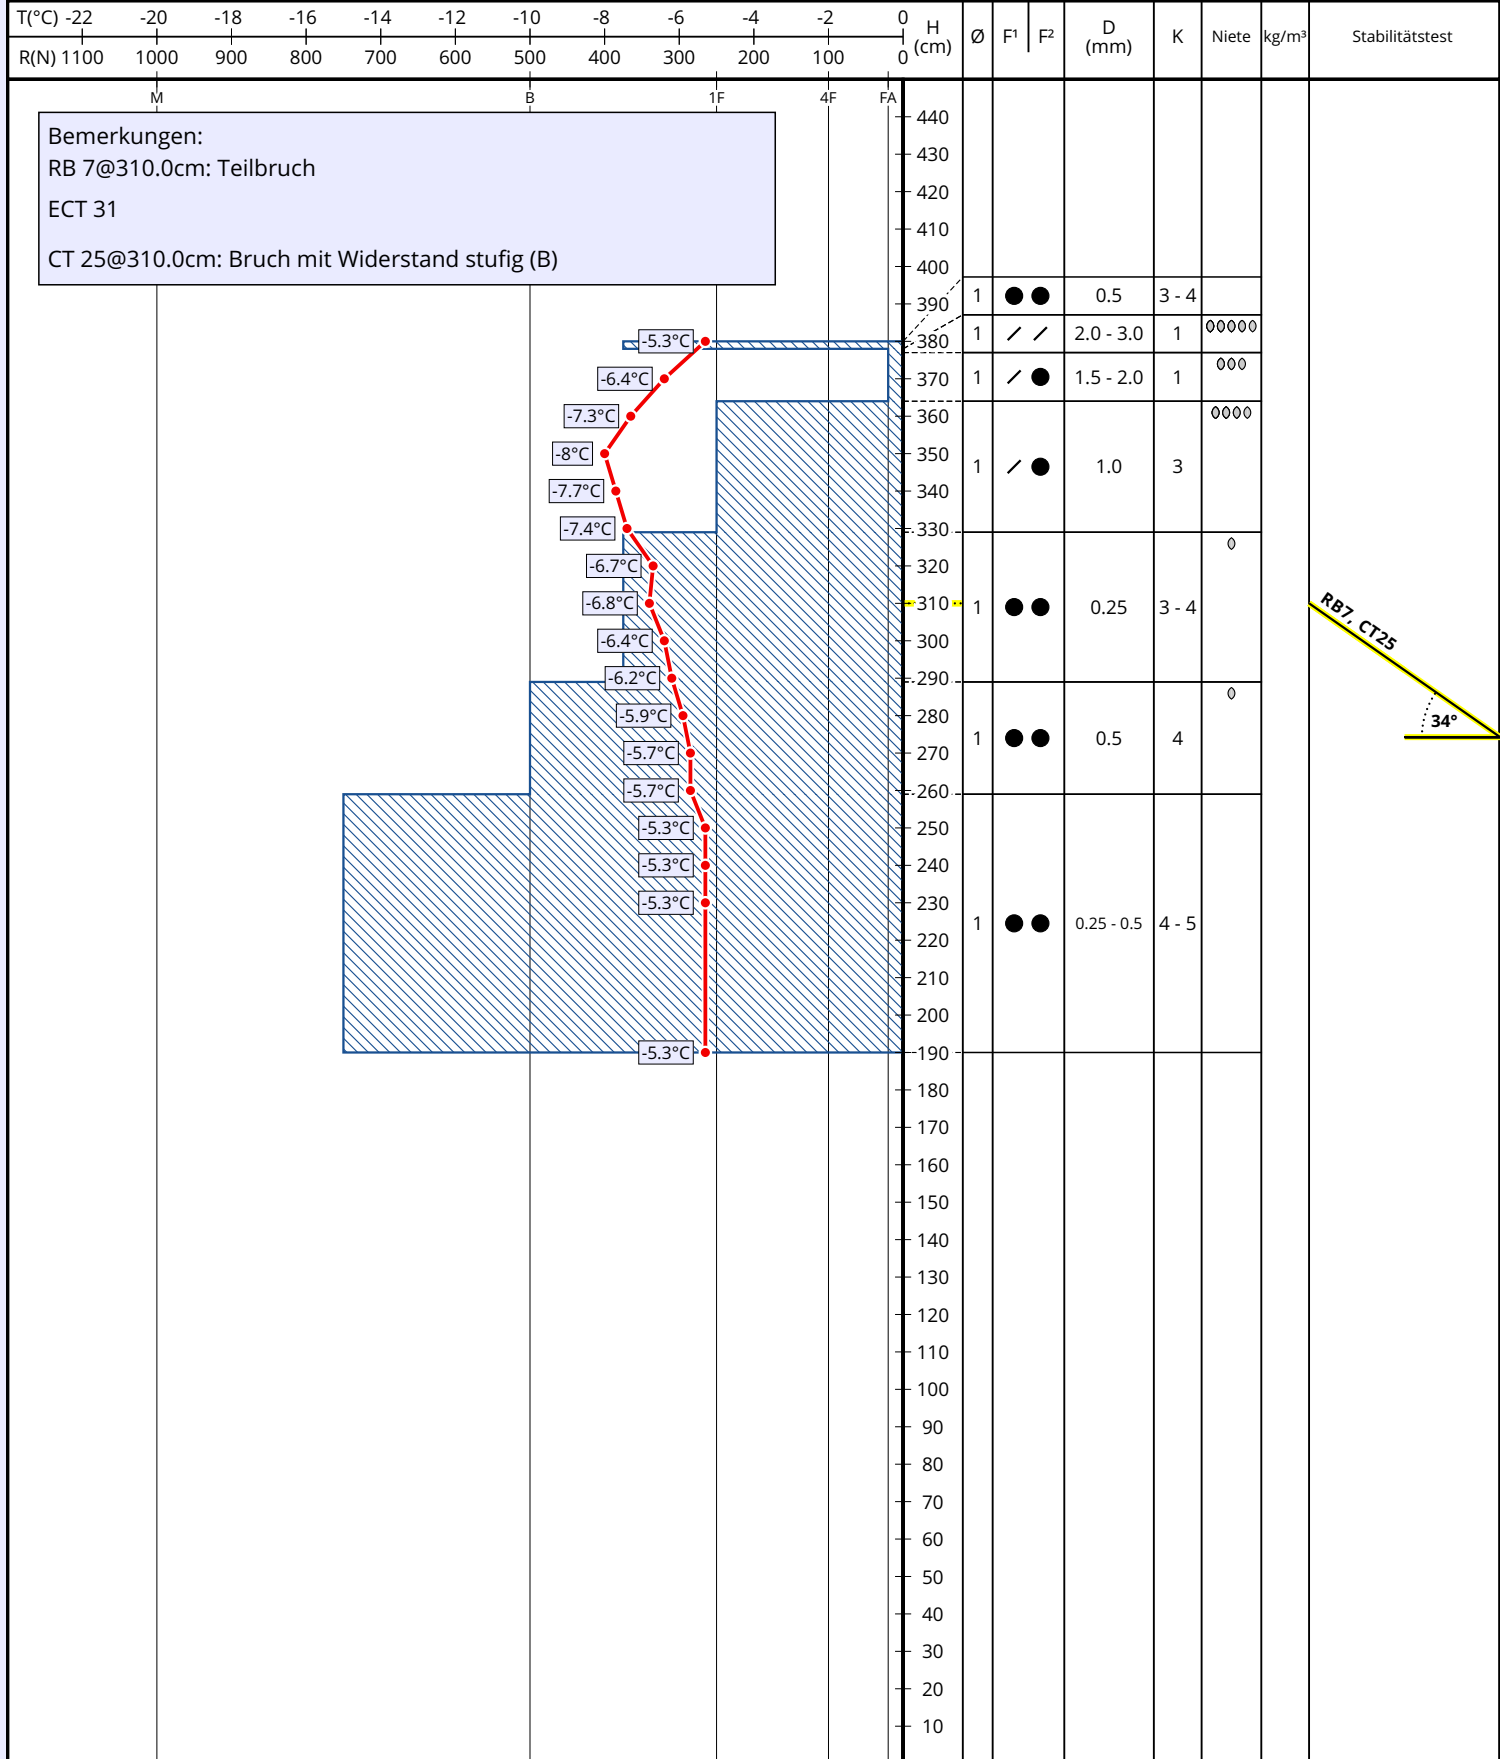 T(°C) -22 -20 -18 -16 -14 -12 -10 -8 -6 -4 -2 0
R(N) 1100 1000 900 800 700 600 500 400 300 200 100 0
H (cm) Ø F¹ F² D (mm) K Niete kg/m³ Stabilitätstest
M B 1F 4F FA
Bemerkungen:
RB 7@310.0cm: Teilbruch
ECT 31
CT 25@310.0cm: Bruch mit Widerstand stufig (B)
440
430
420
410
400
390
1 0.5 3 - 4
1 2.0 - 3.0 1
-5.3°C 380
-6.4°C 370
1 1.5 - 2.0 1
-7.3°C 360
-8°C 350
1 1.0 3
-7.7°C 340
-7.4°C 330
-6.7°C 320
-6.8°C 310
1 0.25 3 - 4
RB7, CT25
-6.4°C 300
-6.2°C 290
-5.9°C 280
34°
1 0.5 4
-5.7°C 270
-5.7°C 260
-5.3°C 250
-5.3°C 240
-5.3°C 230
1 0.25 - 0.5 4 - 5
220
210
200
-5.3°C 190
180
170
160
150
140
130
120
110
100
90
80
70
60
50
40
30
20
10